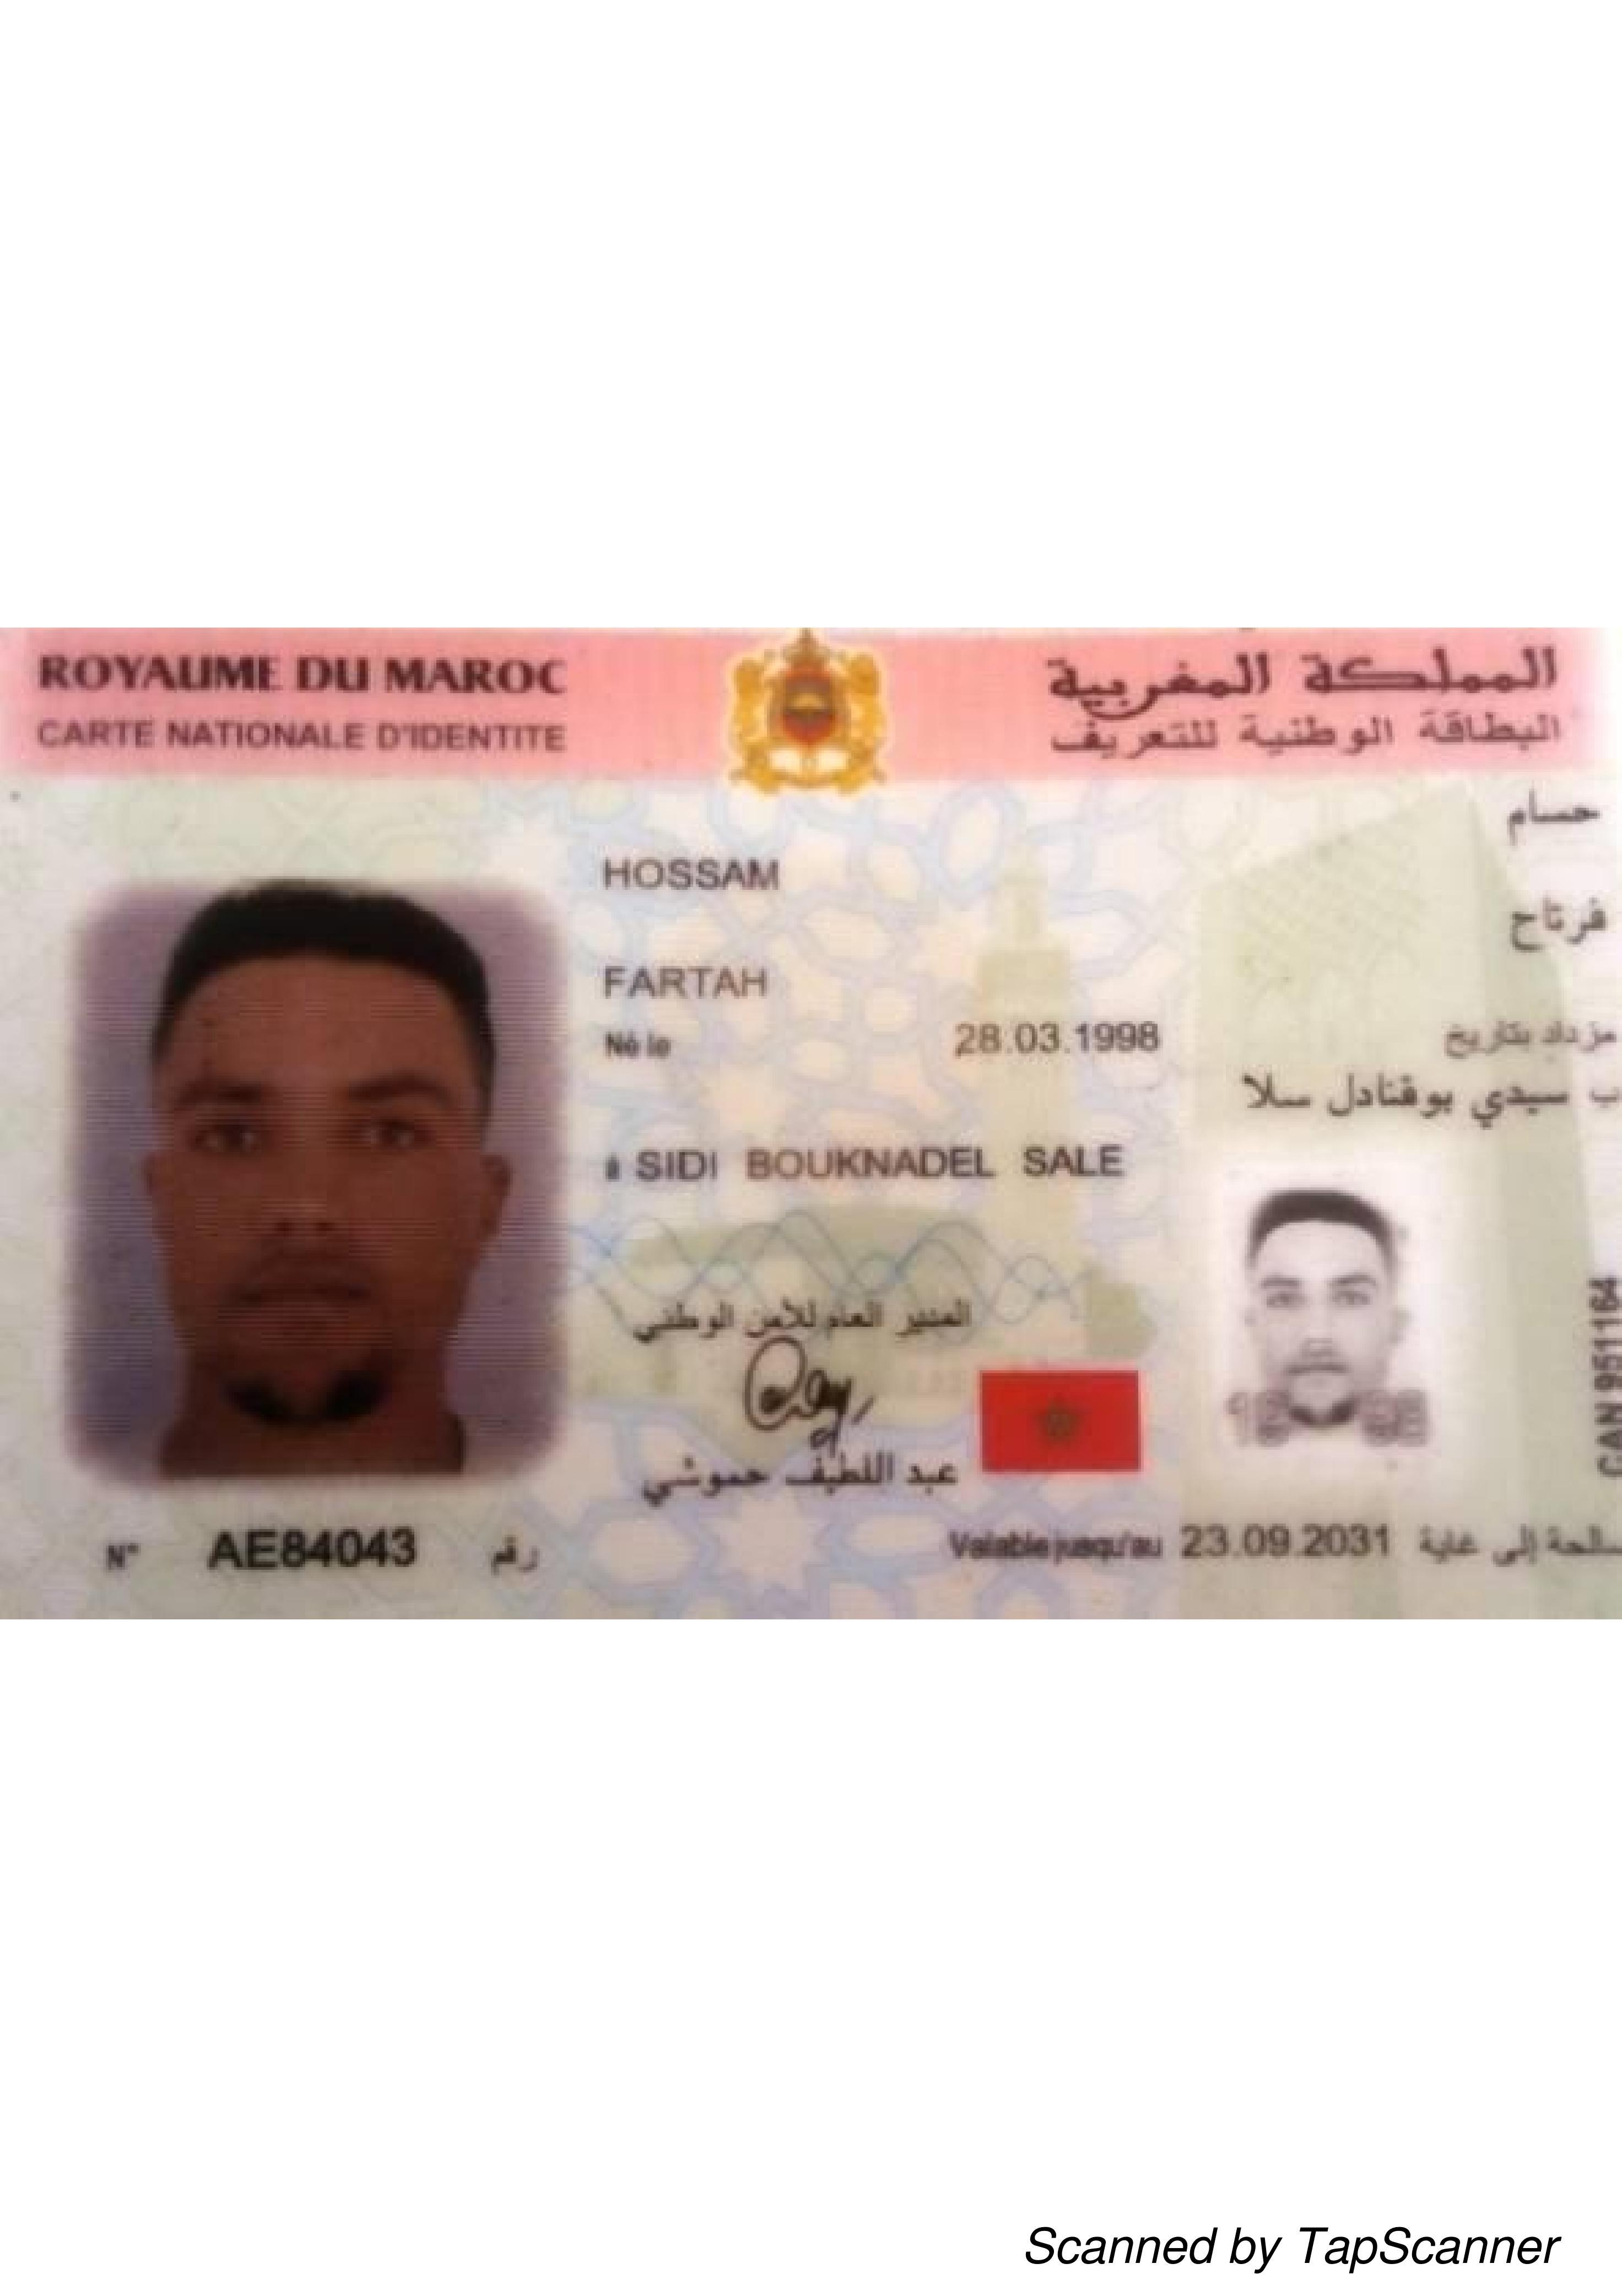 ROYAUME DU MAROC
المملكة المغربية
CARTE NATIONALE D'IDENTITE
البطاقة الوطنية للتعريف
حسام
HOSSAM
فرتاح
FARTAH
Né le 28.03.1998 مزداد بتاريخ
ب سيدي بوقنادل سلا
à SIDI BOUKNADEL SALE
المدير العام للأمن الوطني
عبد اللطيف حموشي
CAN 951164
N° AE84043 رقم
Valable jusqu'au 23.09.2031 صالحة إلى غاية
Scanned by TapScanner